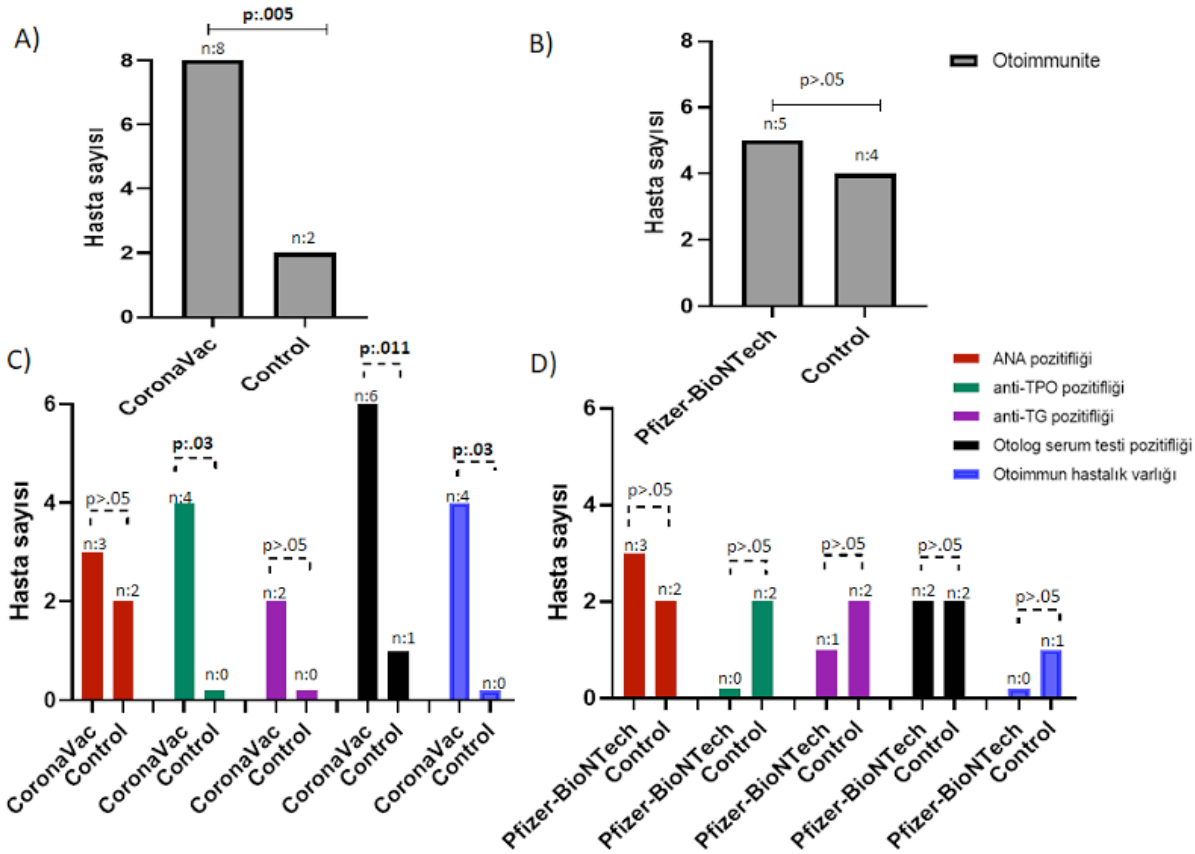 A)
p:.005
n:8
n:2
8
6
4
2
0
Hasta sayısı
CoronaVac
Control
B)
p>.05
n:5
n:4
8
6
4
2
0
Hasta sayısı
Pfizer-BioNTech
Control
Otoimmunite
C)
p>.05
n:3
n:2
p:.03
n:4
n:0
p>.05
n:2
n:0
p:.011
n:6
n:1
p:.03
n:4
n:0
6
4
2
0
Hasta sayısı
CoronaVac
Control
CoronaVac
Control
CoronaVac
Control
CoronaVac
Control
CoronaVac
Control
D)
p>.05
n:3
n:2
p>.05
n:0
n:2
p>.05
n:1
n:2
p>.05
n:2
n:2
p>.05
n:0
n:1
6
4
2
0
Hasta sayısı
Pfizer-BioNTech
Control
Pfizer-BioNTech
Control
Pfizer-BioNTech
Control
Pfizer-BioNTech
Control
Pfizer-BioNTech
Control
ANA pozitifliği
anti-TPO pozitifliği
anti-TG pozitifliği
Otolog serum testi pozitifliği
Otoimmun hastalık varlığı